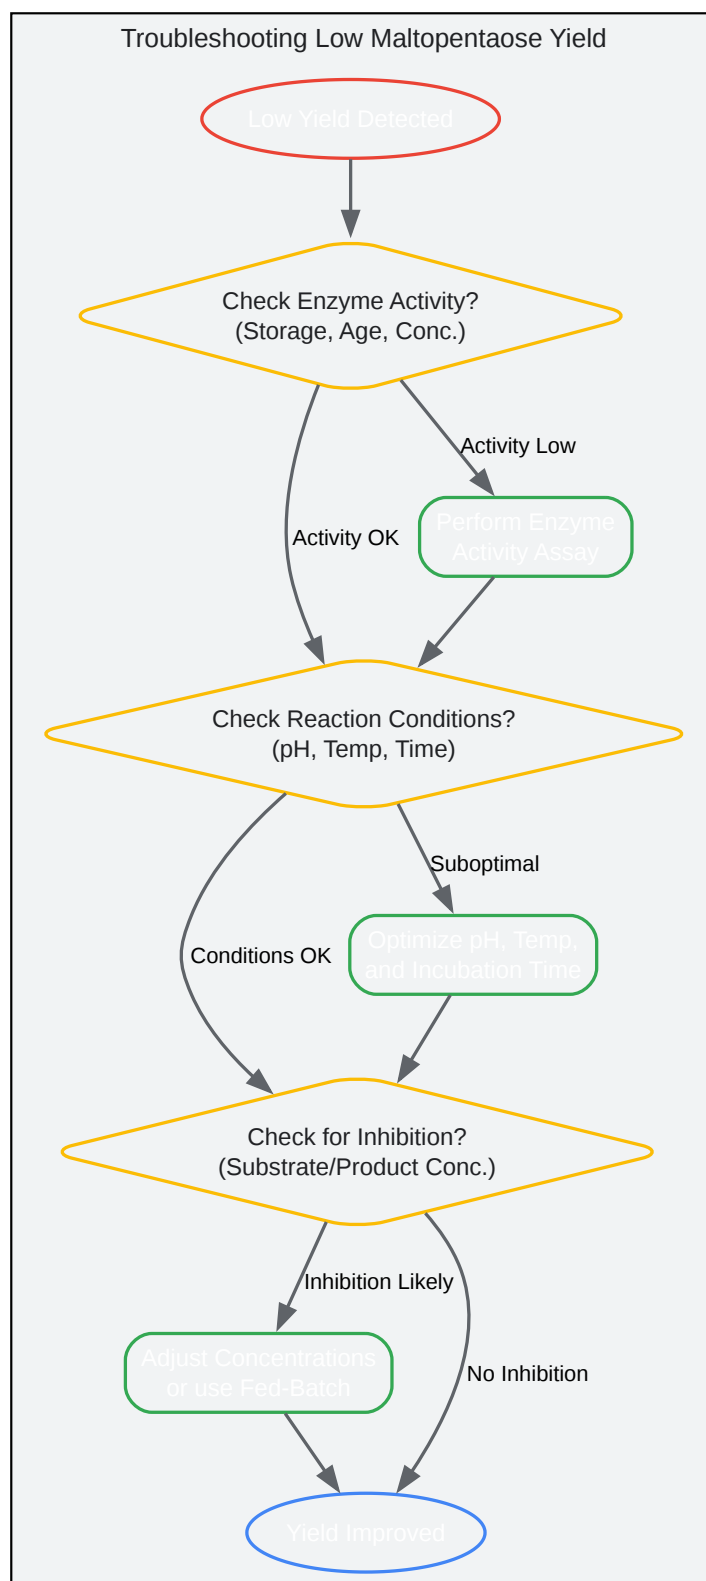 Troubleshooting Low Maltopentaose Yield
Low Yield Detected
Check Enzyme Activity?
(Storage, Age, Conc.)
Activity Low
Perform Enzyme
Activity Assay
Activity OK
Check Reaction Conditions?
(pH, Temp, Time)
Suboptimal
Optimize pH, Temp,
and Incubation Time
Conditions OK
Check for Inhibition?
(Substrate/Product Conc.)
Inhibition Likely
Adjust Concentrations
or use Fed-Batch
No Inhibition
Yield Improved